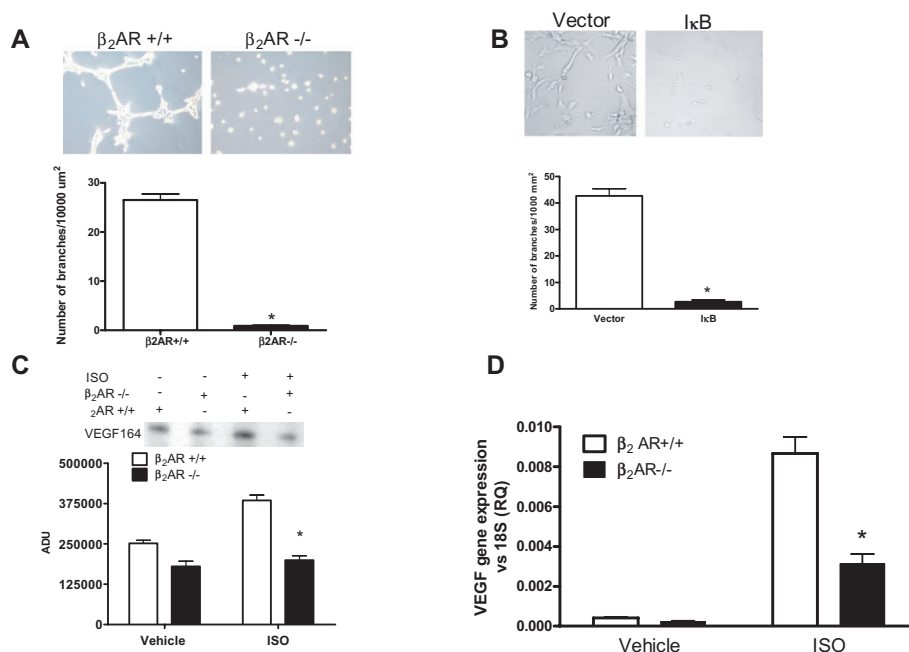 A
β₂AR +/+ β₂AR -/-
Number of branches/10000 um²
30
20
10
0
*
β2AR+/+ β2AR-/-
B
Vector IκB
Number of branches/1000 mm²
50
40
30
20
10
0
*
Vector IκB
C
ISO - - + +
β₂AR -/- - + - +
₂AR +/+ + - + -
VEGF164
β₂AR +/+
β₂AR -/-
ADU
500000
375000
250000
125000
0
*
Vehicle ISO
D
β₂ AR+/+
β₂AR-/-
VEGF gene expression
vs 18S (RQ)
0.010
0.008
0.006
0.004
0.002
0.000
*
Vehicle ISO